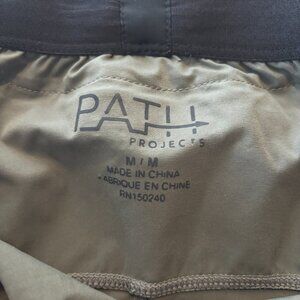 PATH
PROJECTS
M / M
MADE IN CHINA
FABRIQUE EN CHINE
RN150240